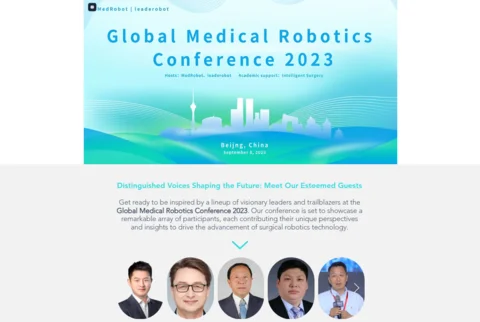 MedRobot | leaderobot
Global Medical Robotics
Conference 2023
Hosts: MedRobot, leaderobot Academic support: Intelligent Surgery
Beijng, China
September 8, 2023
Distinguished Voices Shaping the Future: Meet Our Esteemed Guests
Get ready to be inspired by a lineup of visionary leaders and trailblazers at the
Global Medical Robotics Conference 2023. Our conference is set to showcase a
remarkable array of participants, each contributing their unique perspectives
and insights to drive the advancement of surgical robotics technology.